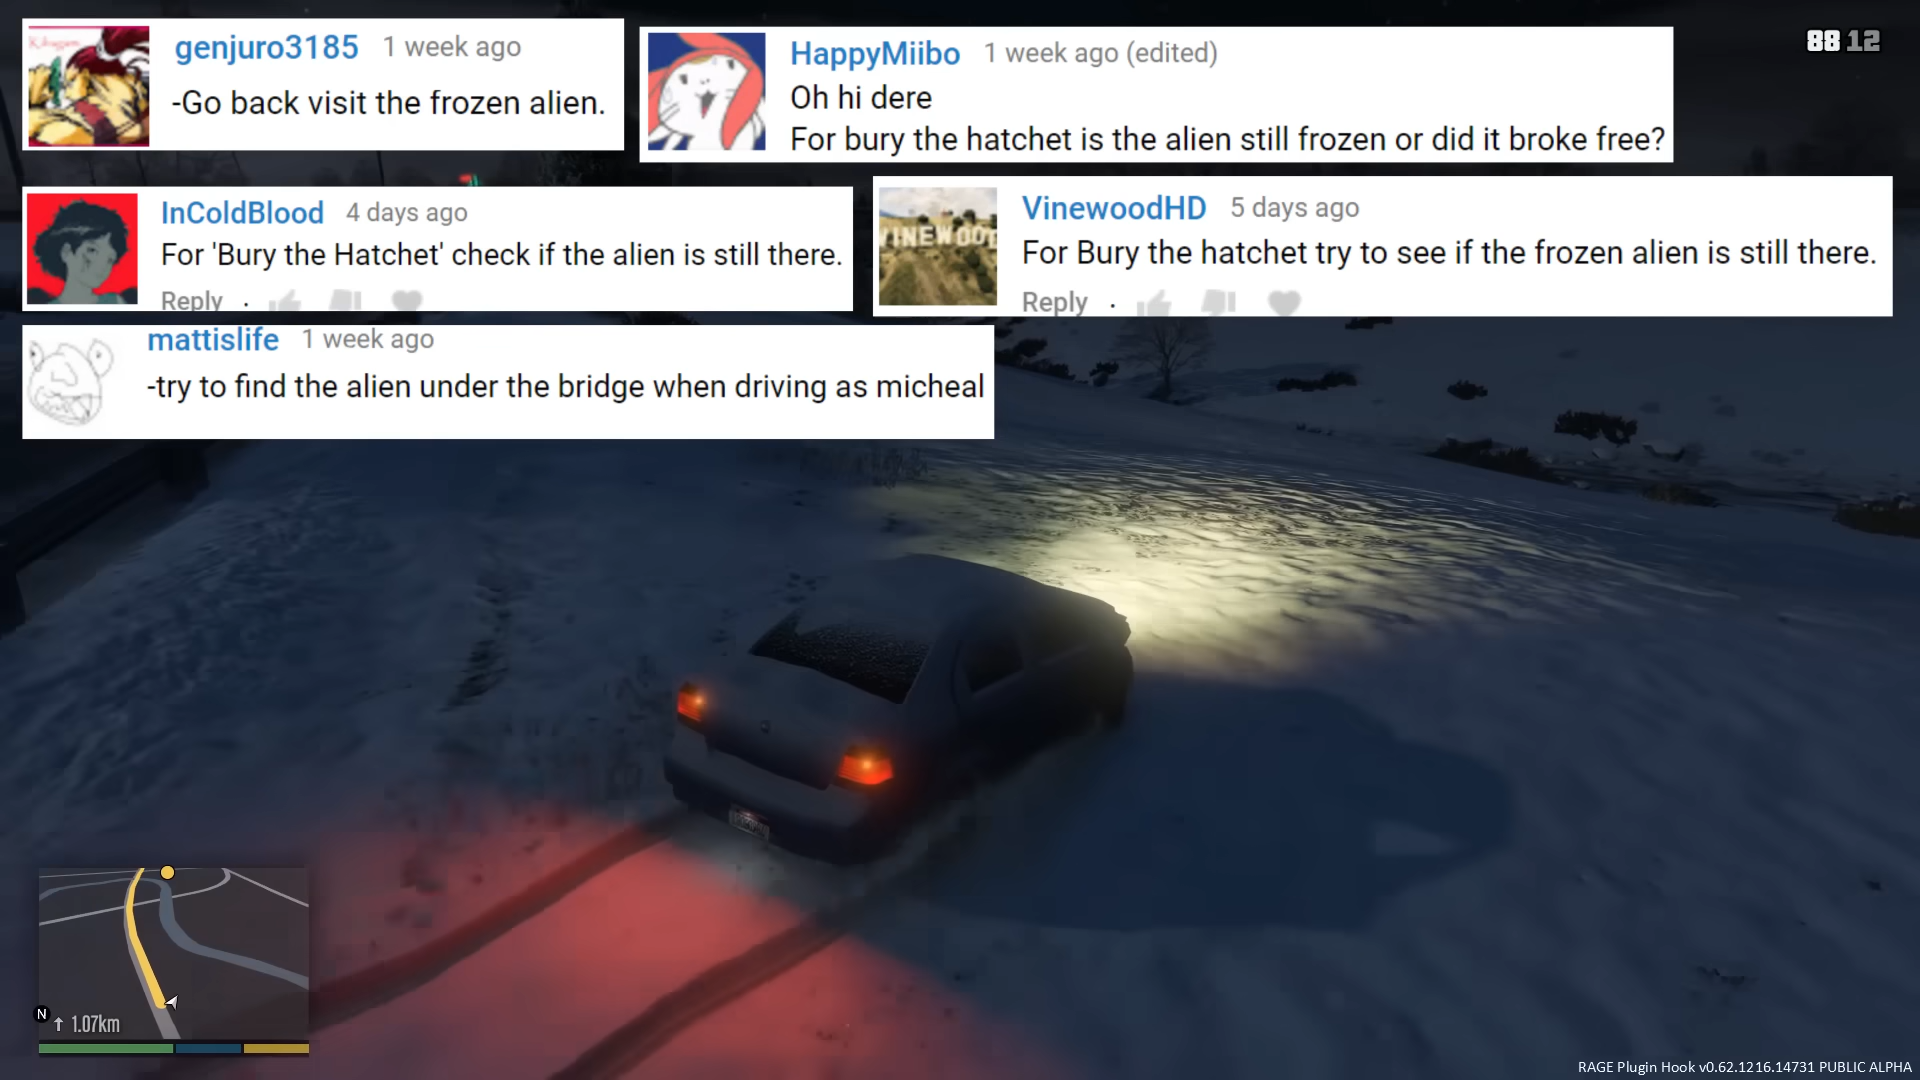 genjuro3185 1 week ago
-Go back visit the frozen alien.
HappyMiibo 1 week ago (edited)
Oh hi dere
For bury the hatchet is the alien still frozen or did it broke free?
88 12
InColdBlood 4 days ago
For 'Bury the Hatchet' check if the alien is still there.
Reply .
VinewoodHD 5 days ago
For Bury the hatchet try to see if the frozen alien is still there.
Reply .
mattislife 1 week ago
-try to find the alien under the bridge when driving as micheal
N
1.07km
RAGE Plugin Hook v0.62.1216.14731 PUBLIC ALPHA